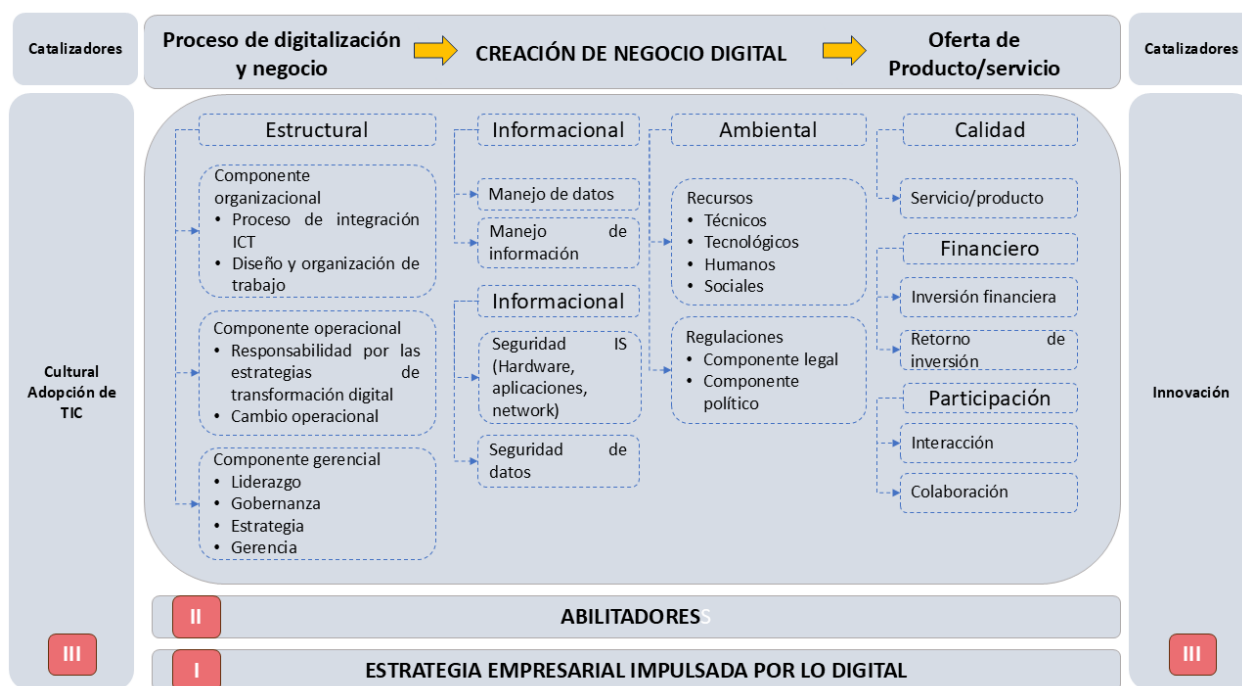 Catalizadores
Proceso de digitalización
y negocio
CREACIÓN DE NEGOCIO DIGITAL
Oferta de
Producto/servicio
Catalizadores
Cultural
Adopción de
TIC
III
Estructural
Componente
organizacional
• Proceso de integración
ICT
• Diseño y organización de
trabajo
Componente operacional
• Responsabilidad por las
estrategias de
transformación digital
• Cambio operacional
Componente gerencial
• Liderazgo
• Gobernanza
• Estrategia
• Gerencia
Informacional
Manejo de datos
Manejo de
información
Informacional
Seguridad IS
(Hardware,
aplicaciones,
network)
Seguridad de
datos
Ambiental
Recursos
• Técnicos
• Tecnológicos
• Humanos
• Sociales
Regulaciones
• Componente legal
• Componente
político
Calidad
Servicio/producto
Financiero
Inversión financiera
Retorno de
inversión
Participación
Interacción
Colaboración
Innovación
III
II
ABILITADORESS
I
ESTRATEGIA EMPRESARIAL IMPULSADA POR LO DIGITAL